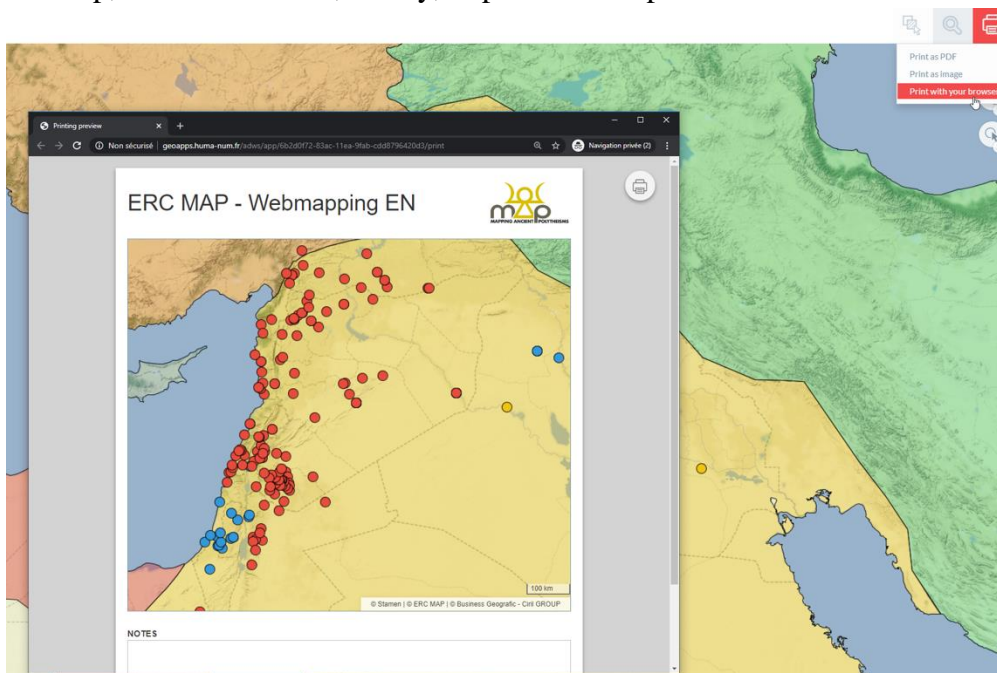 Print as PDF
Print as image
Print with your browser
Printing preview
Non sécurisé | geoapps.huma-num.fr/adws/app/6b2d0f72-83ac-11ea-9fab-cdd8796420d3/print
Navigation privée (2)
ERC MAP - Webmapping EN
map
MAPPING ANCIENT POLYTHEISMS
100 km
© Stamen | © ERC MAP | © Business Geografic - Ciril GROUP
NOTES